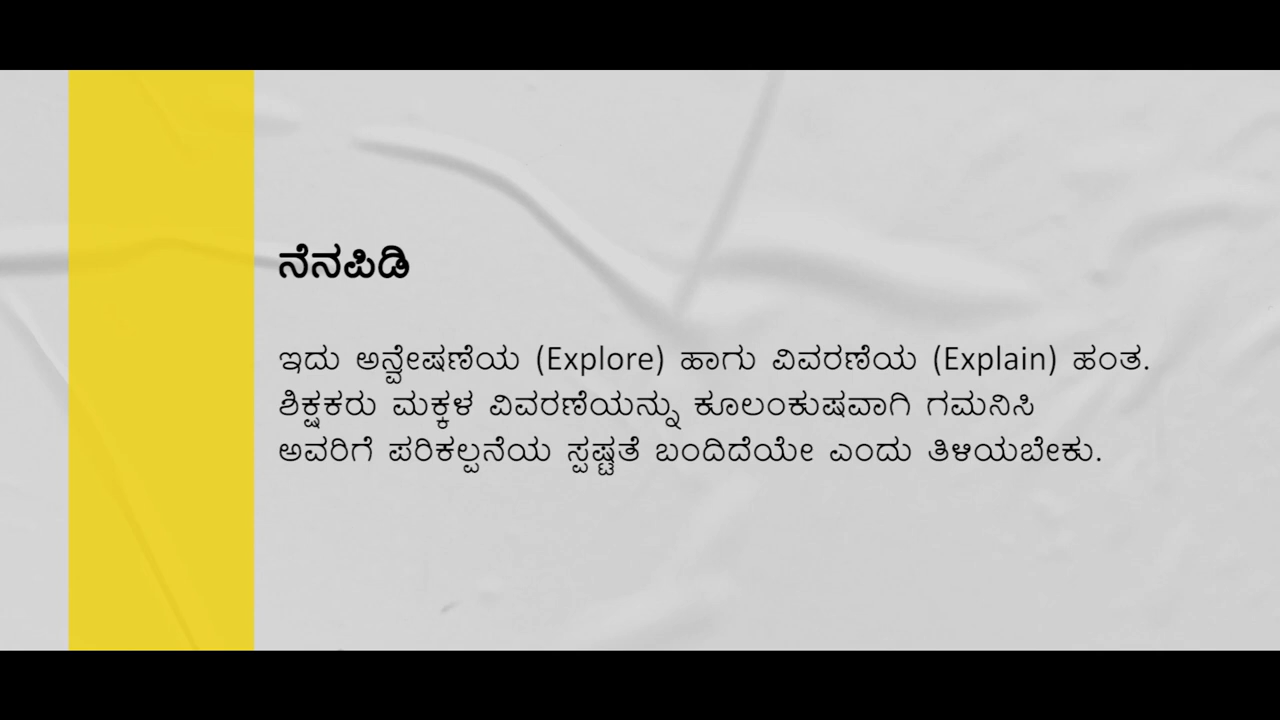 ನೆನಪಿಡಿ
ಇದು ಅನ್ವೇಷಣೆಯ (Explore) ಹಾಗು ವಿವರಣೆಯ (Explain) ಹಂತ.
ಶಿಕ್ಷಕರು ಮಕ್ಕಳ ವಿವರಣೆಯನ್ನು ಕೂಲಂಕುಷವಾಗಿ ಗಮನಿಸಿ
ಅವರಿಗೆ ಪರಿಕಲ್ಪನೆಯ ಸ್ಪಷ್ಟತೆ ಬಂದಿದೆಯೇ ಎಂದು ತಿಳಿಯಬೇಕು.